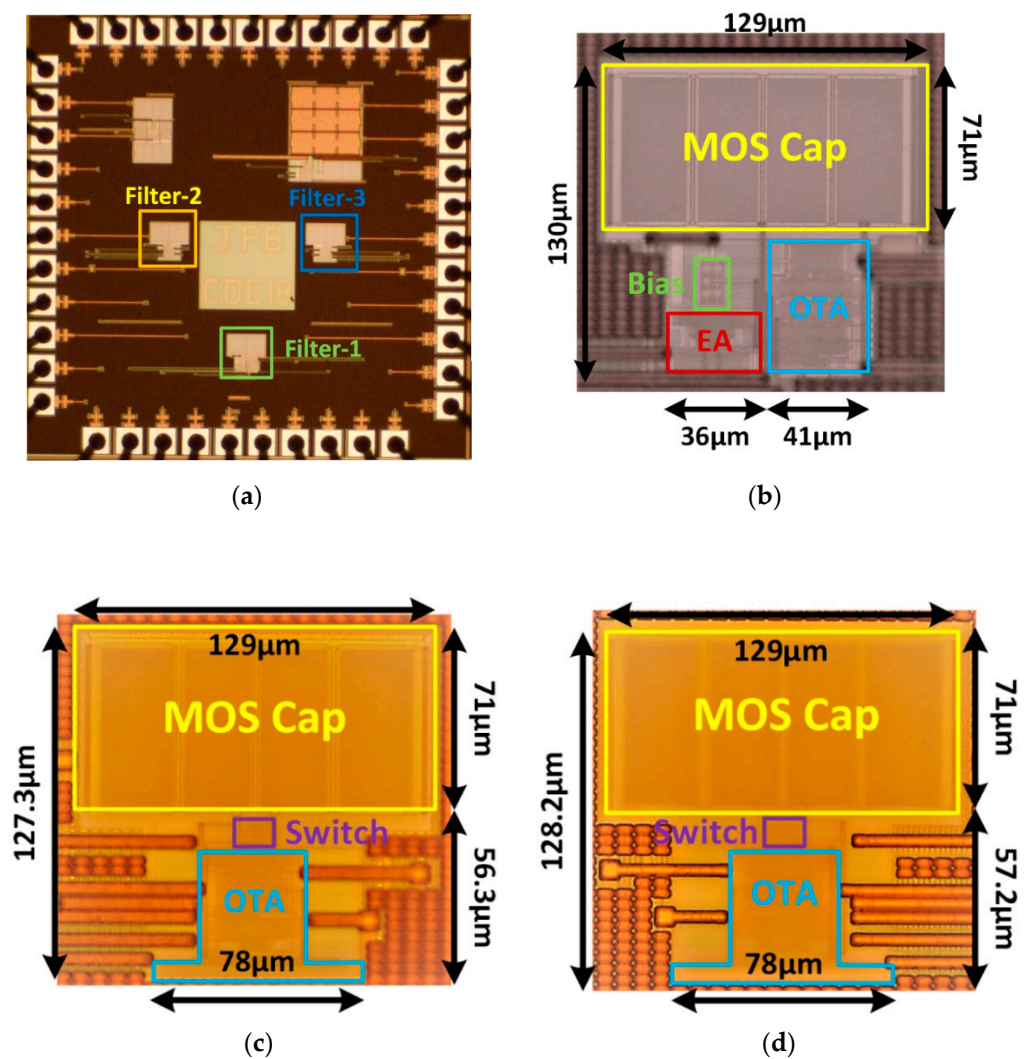 Filter-2
Filter-3
JPB
GDE18
Filter-1
(a)
129μm
MOS Cap
71μm
130μm
Bias
OTA
EA
36μm
41μm
(b)
129μm
MOS Cap
71μm
127.3μm
Switch
OTA
56.3μm
78μm
(c)
129μm
MOS Cap
71μm
128.2μm
Switch
OTA
57.2μm
78μm
(d)